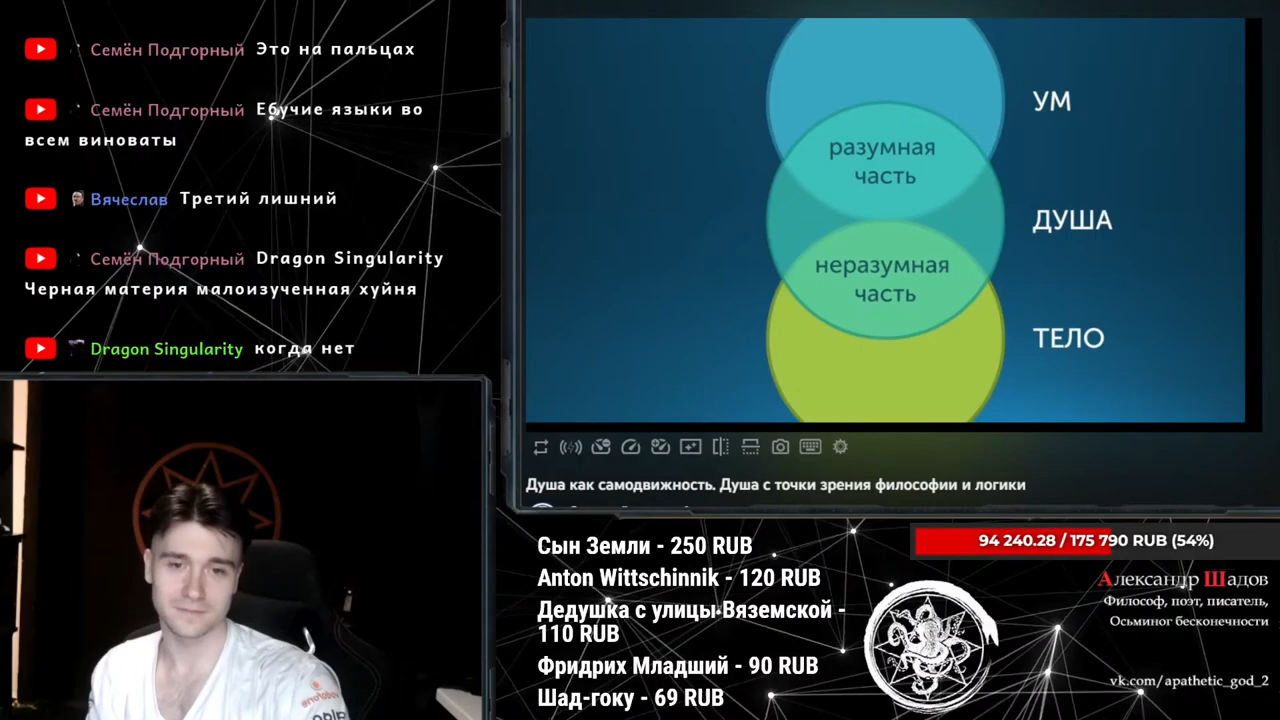 Семён Подгорный Это на пальцах
Семён Подгорный Ебучие языки во
всем виноваты
Вячеслав Третий лишний
Семён Подгорный Dragon Singularity
Черная материя малоизученная хуйня
Dragon Singularity когда нет
УМ
разумная
часть
ДУША
неразумная
часть
ТЕЛО
Душа как самодвижность. Душа с точки зрения философии и логики
Сын Земли - 250 RUB
Anton Wittschinnik - 120 RUB
Дедушка с улицы Вяземской -
110 RUB
Фридрих Младший - 90 RUB
Шад-гоку - 69 RUB
94 240.28 / 175 790 RUB (54%)
Александр Шадов
Философ, поэт, писатель,
Осьминог бесконечности
vk.com/apathetic_god_2